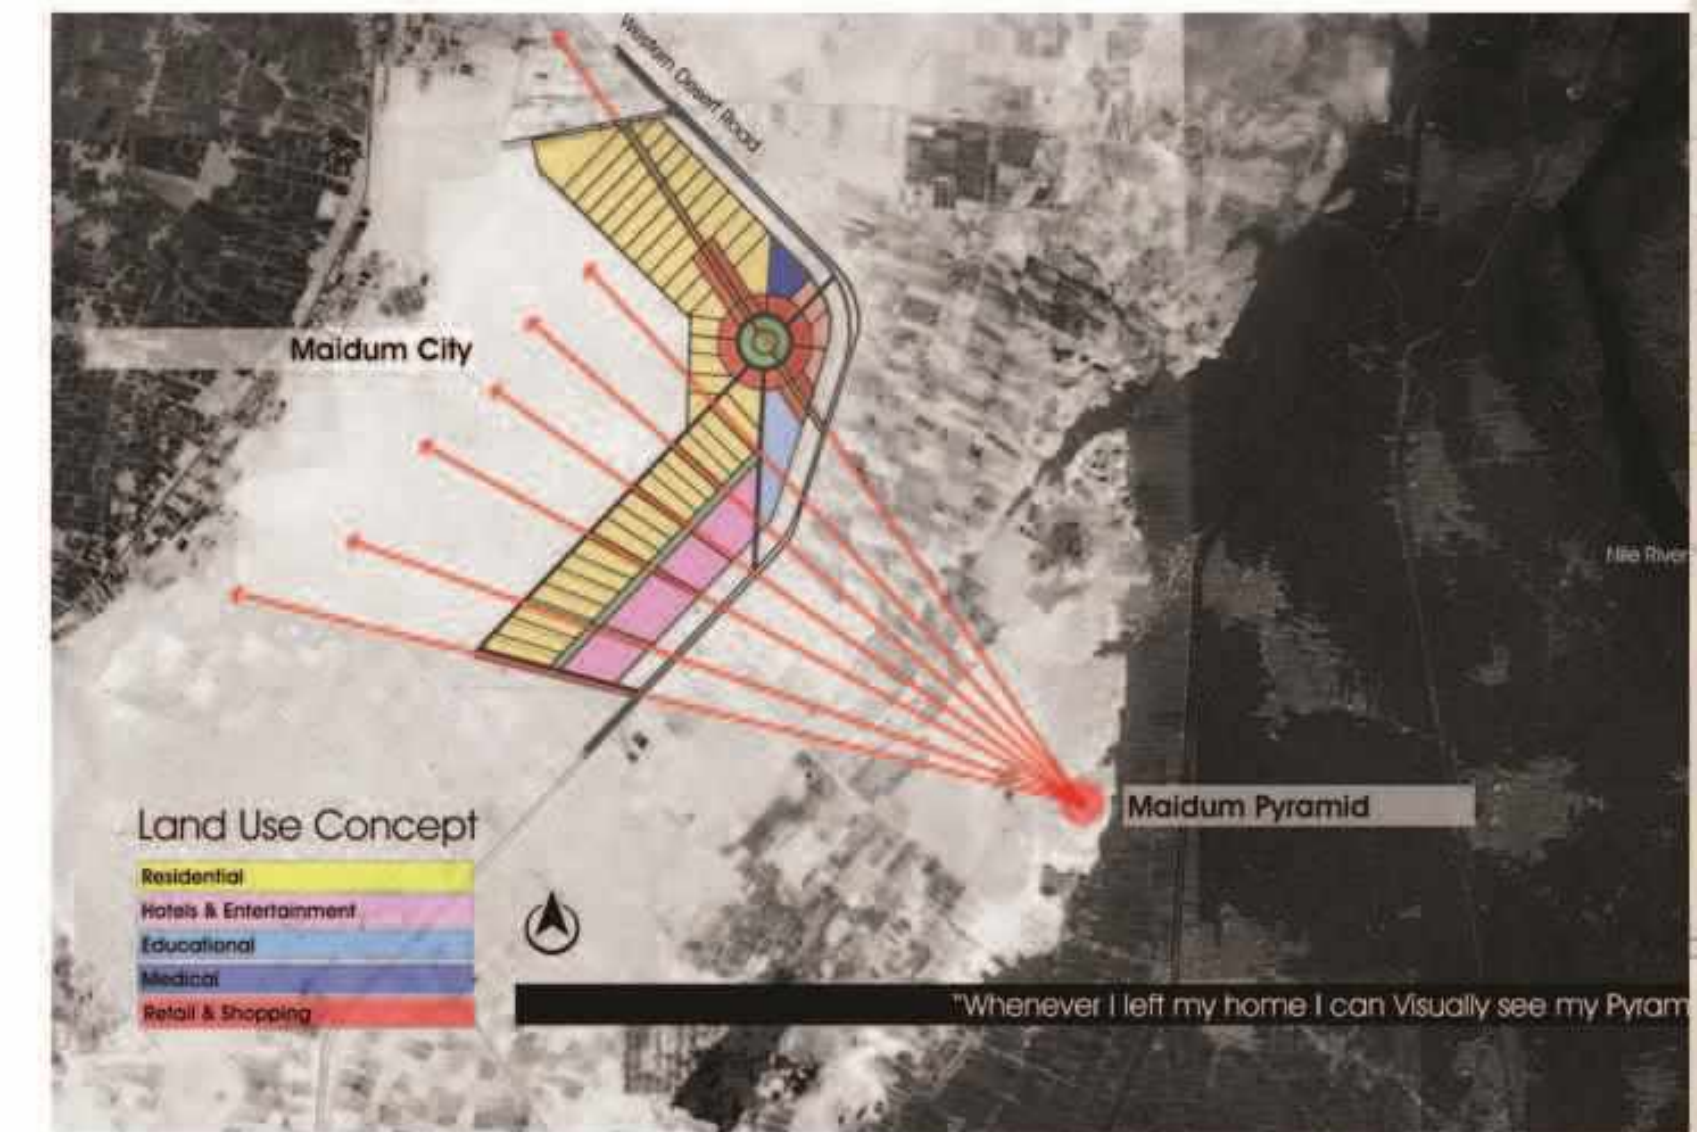 Western Desert Road
Maidum City
Nile River
Maidum Pyramid
Land Use Concept
Residential
Hotels & Entertainment
Educational
Medical
Retail & Shopping
"Whenever I left my home I can Visually see my Pyram